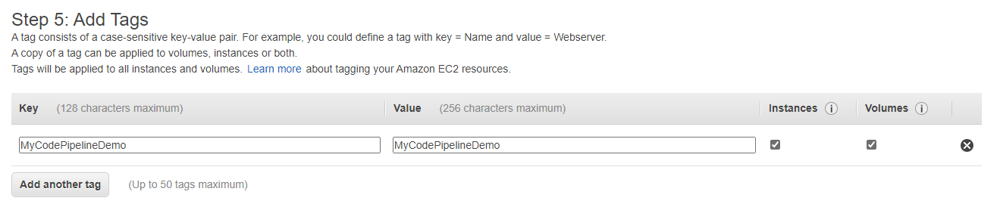 Step 5: Add Tags
A tag consists of a case-sensitive key-value pair. For example, you could define a tag with key = Name and value = Webserver.
A copy of a tag can be applied to volumes, instances or both.
Tags will be applied to all instances and volumes. Learn more about tagging your Amazon EC2 resources.
Key (128 characters maximum) Value (256 characters maximum) Instances i Volumes i
MyCodePipelineDemo MyCodePipelineDemo
Add another tag (Up to 50 tags maximum)